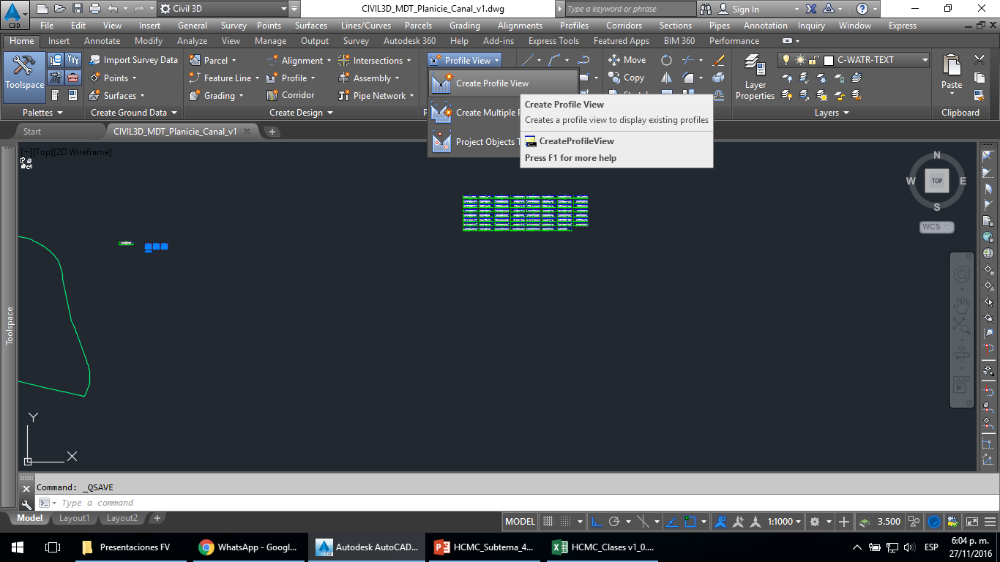 C3D
Civil 3D
CIVIL3D_MDT_Planicie_Canal_v1.dwg
Type a keyword or phrase
Sign In
File Edit View Insert General Survey Points Surfaces Lines/Curves Parcels Grading Alignments Profiles Corridors Sections Pipes Annotation Inquiry Window Express
Home Insert Annotate Modify Analyze View Manage Output Survey Autodesk 360 Help Add-ins Express Tools Featured Apps BIM 360 Performance
Toolspace
Import Survey Data
Points
Surfaces
Parcel
Feature Line
Grading
Alignment
Profile
Corridor
Intersections
Assembly
Pipe Network
Profile View
Move
Copy
Layer
Properties
C-WATR-TEXT
Paste
Palettes
Create Ground Data
Create Design
Layers
Clipboard
Create Profile View
Create Multiple
Project Objects
Create Profile View
Creates a profile view to display existing profiles
CreateProfileView
Press F1 for more help
Start
CIVIL3D_MDT_Planicie_Canal_v1
[−][Top][2D Wireframe]
N
W TOP E
S
WCS
Toolspace
Y
X
Command: _QSAVE
Type a command
Model Layout1 Layout2
MODEL
1:1000
3.500
Presentaciones FV
WhatsApp - Googl...
Autodesk AutoCAD...
HCMC_Subtema_4...
HCMC_Clases v1_0....
ESP
6:04 p. m.
27/11/2016